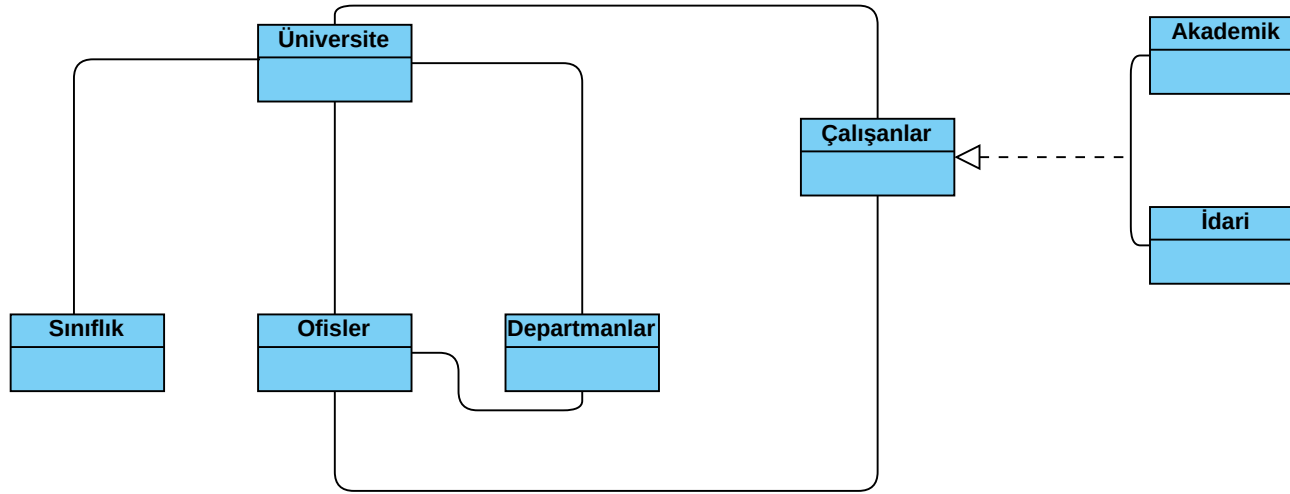 Üniversite
Akademik
Çalışanlar
İdari
Sınıflık
Ofisler
Departmanlar